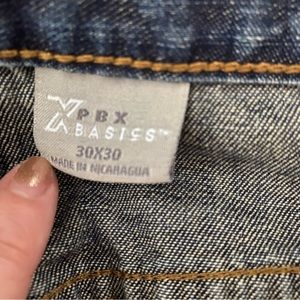 X PBX
BASICS™
30X30
MADE IN NICARAGUA